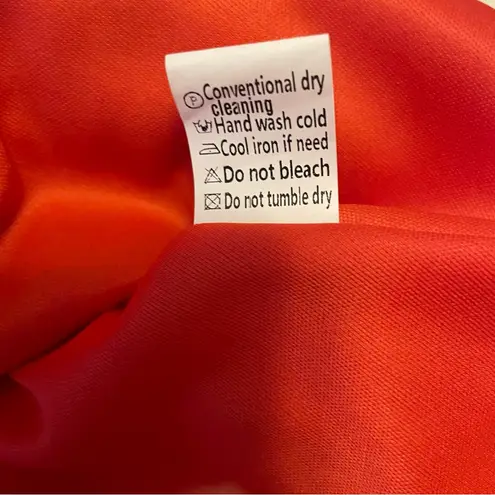 Ⓟ Conventional dry
cleaning
Hand wash cold
Cool iron if need
Do not bleach
Do not tumble dry